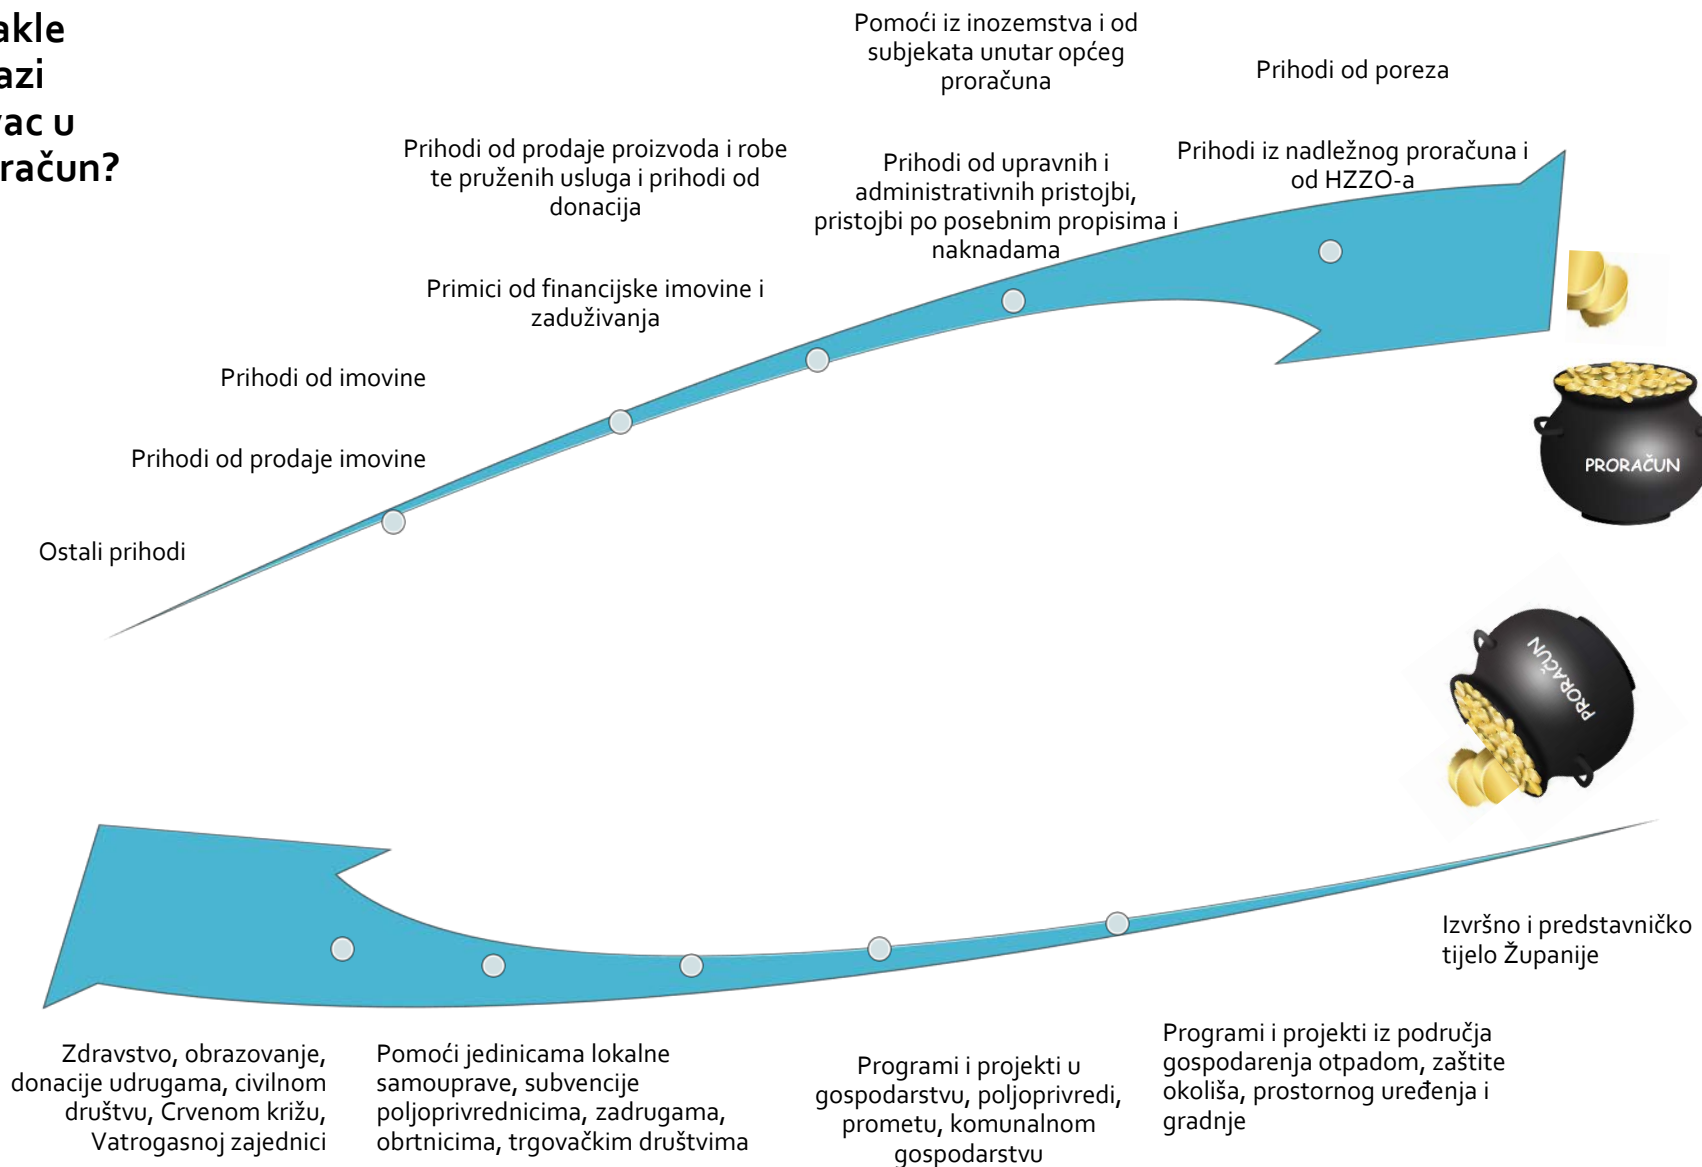 akle
azi
vac u
račun?
Pomoći iz inozemstva i od
subjekata unutar općeg
proračuna
Prihodi od poreza
Prihodi od prodaje proizvoda i robe
te pruženih usluga i prihodi od
donacija
Prihodi od upravnih i
administrativnih pristojbi,
pristojbi po posebnim propisima i
naknadama
Prihodi iz nadležnog proračuna i
od HZZO-a
Primici od financijske imovine i
zaduživanja
Prihodi od imovine
Prihodi od prodaje imovine
Ostali prihodi
PRORAČUN
PRORAČUN
Izvršno i predstavničko
tijelo Županije
Zdravstvo, obrazovanje,
donacije udrugama, civilnom
društvu, Crvenom križu,
Vatrogasnoj zajednici
Pomoći jedinicama lokalne
samouprave, subvencije
poljoprivrednicima, zadrugama,
obrtnicima, trgovačkim društvima
Programi i projekti u
gospodarstvu, poljoprivredi,
prometu, komunalnom
gospodarstvu
Programi i projekti iz područja
gospodarenja otpadom, zaštite
okoliša, prostornog uređenja i
gradnje